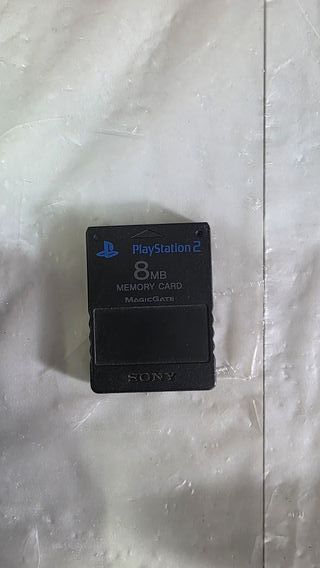 PlayStation 2
8MB
MEMORY CARD
MAGICGATE
SONY